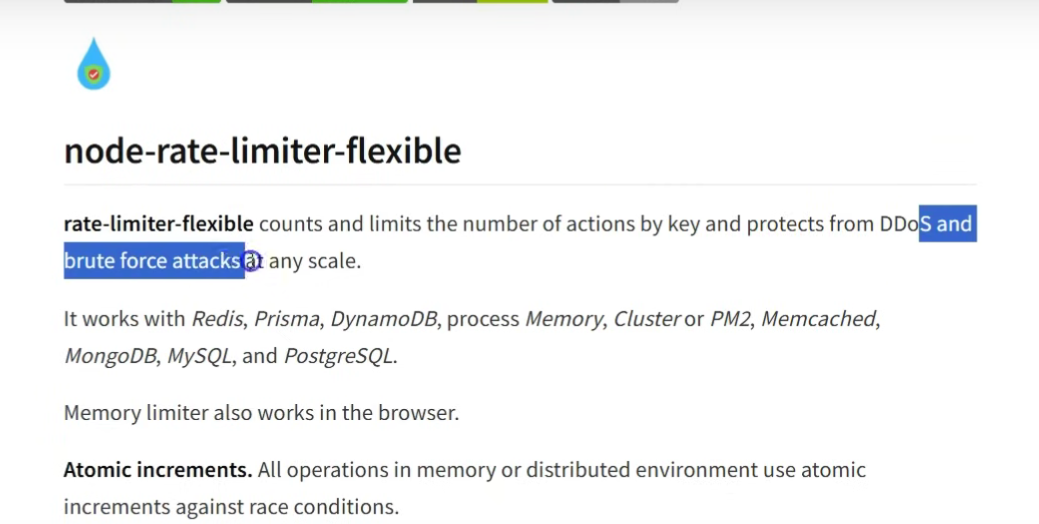 node-rate-limiter-flexible
rate-limiter-flexible counts and limits the number of actions by key and protects from DDoS and
brute force attacks at any scale.
It works with Redis, Prisma, DynamoDB, process Memory, Cluster or PM2, Memcached,
MongoDB, MySQL, and PostgreSQL.
Memory limiter also works in the browser.
Atomic increments. All operations in memory or distributed environment use atomic
increments against race conditions.